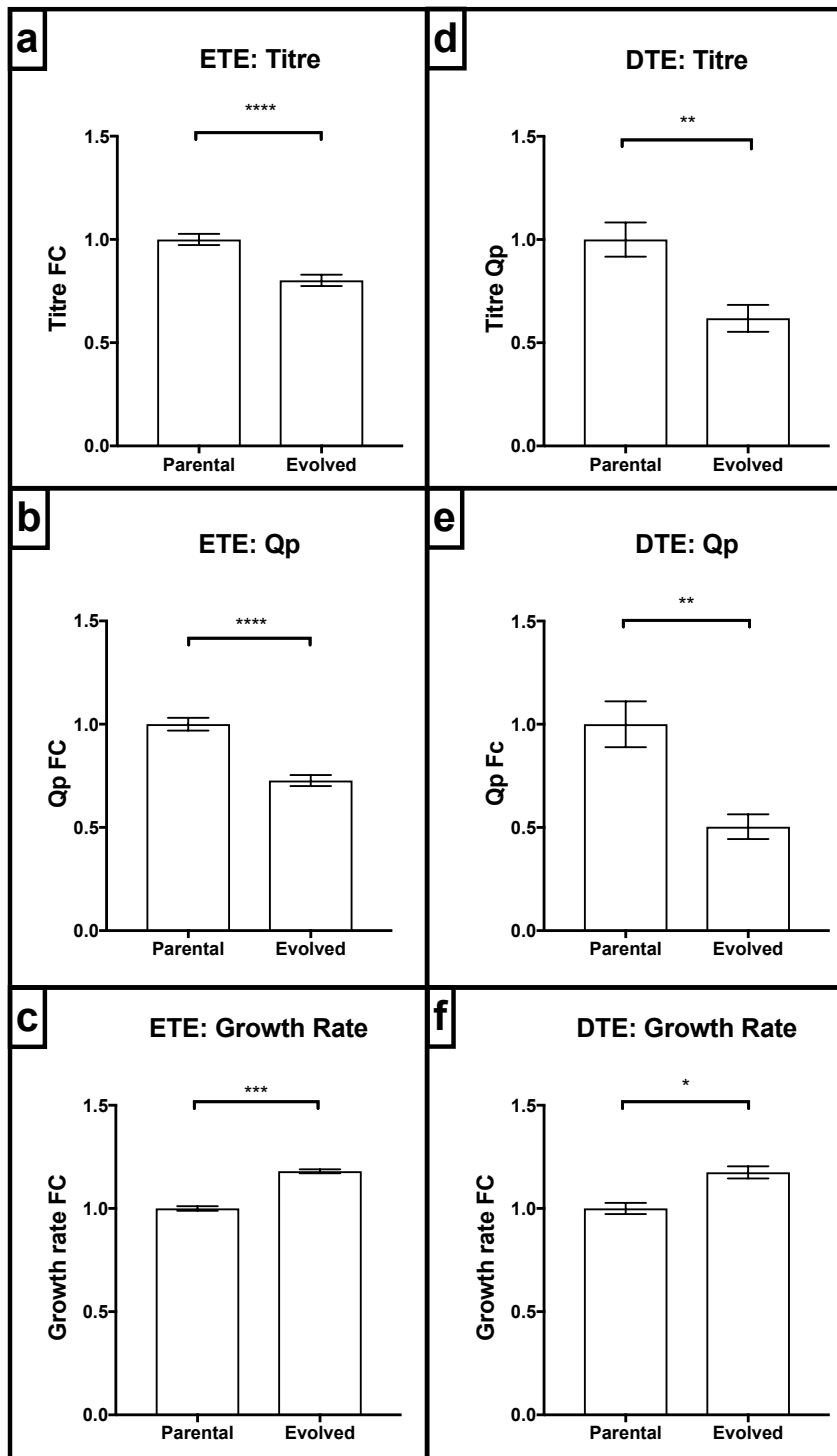 a
ETE: Titre
****
Titre FC
1.5
1.0
0.5
0.0
Parental Evolved
d
DTE: Titre
**
Titre Qp
1.5
1.0
0.5
0.0
Parental Evolved
b
ETE: Qp
****
Qp FC
1.5
1.0
0.5
0.0
Parental Evolved
e
DTE: Qp
**
Qp Fc
1.5
1.0
0.5
0.0
Parental Evolved
c
ETE: Growth Rate
***
Growth rate FC
1.5
1.0
0.5
0.0
Parental Evolved
f
DTE: Growth Rate
*
Growth rate FC
1.5
1.0
0.5
0.0
Parental Evolved